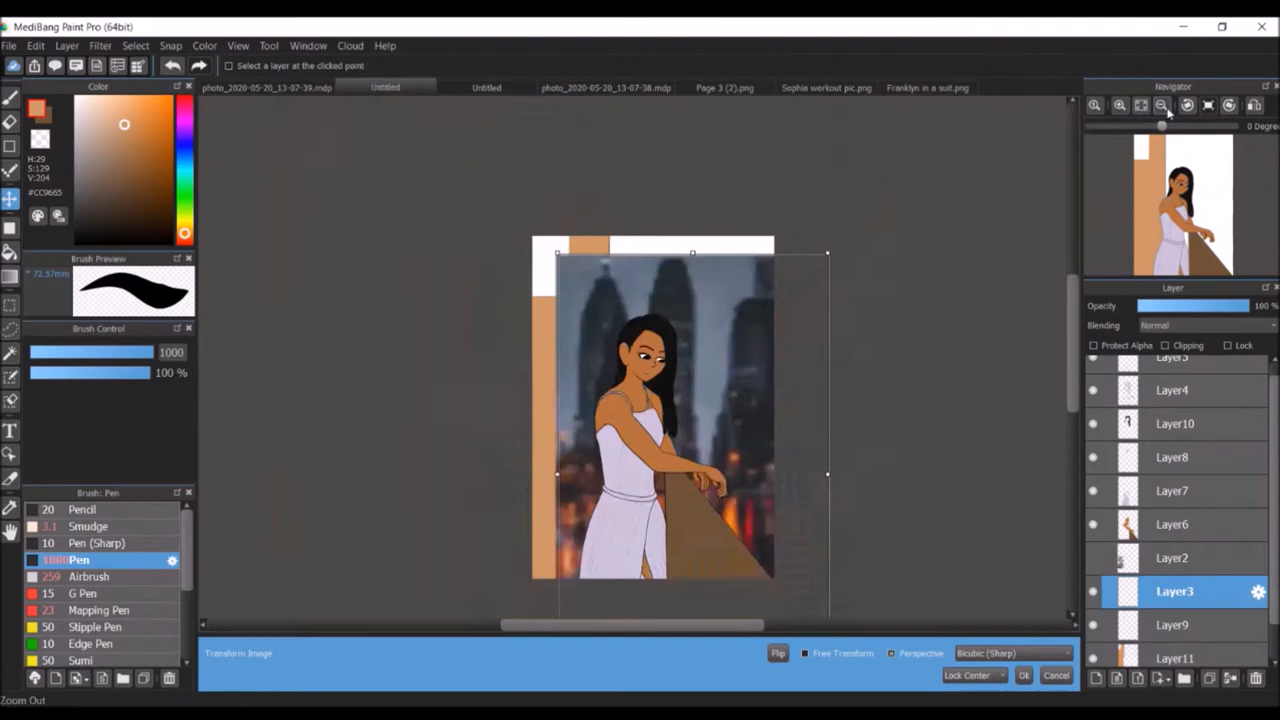 MediBang Paint Pro (64bit)
File Edit Layer Filter Select Snap Color View Tool Window Cloud Help
Select a layer at the clicked point
Color
photo_2020-05-20_13-07-39.mdp Untitled Untitled photo_2020-05-20_13-07-38.mdp Page 3 (2).png Sophia workout pic.png Franklyn in a suit.png
Navigator
0 Degre
H:29
S:129
V:204
#CC9665
Brush Preview
* 72.57mm
Brush Control
1000
100 %
Layer
Opacity 100 %
Blending Normal
Protect Alpha Clipping Lock
Layer5
Layer4
Layer10
Layer8
Layer7
Layer6
Layer2
Layer3
Layer9
Layer11
Brush: Pen
20 Pencil
3.1 Smudge
10 Pen (Sharp)
1000 Pen
259 Airbrush
15 G Pen
23 Mapping Pen
50 Stipple Pen
10 Edge Pen
50 Sumi
Transform Image
Flip Free Transform Perspective Bicubic (Sharp)
Lock Center Ok Cancel
Zoom Out